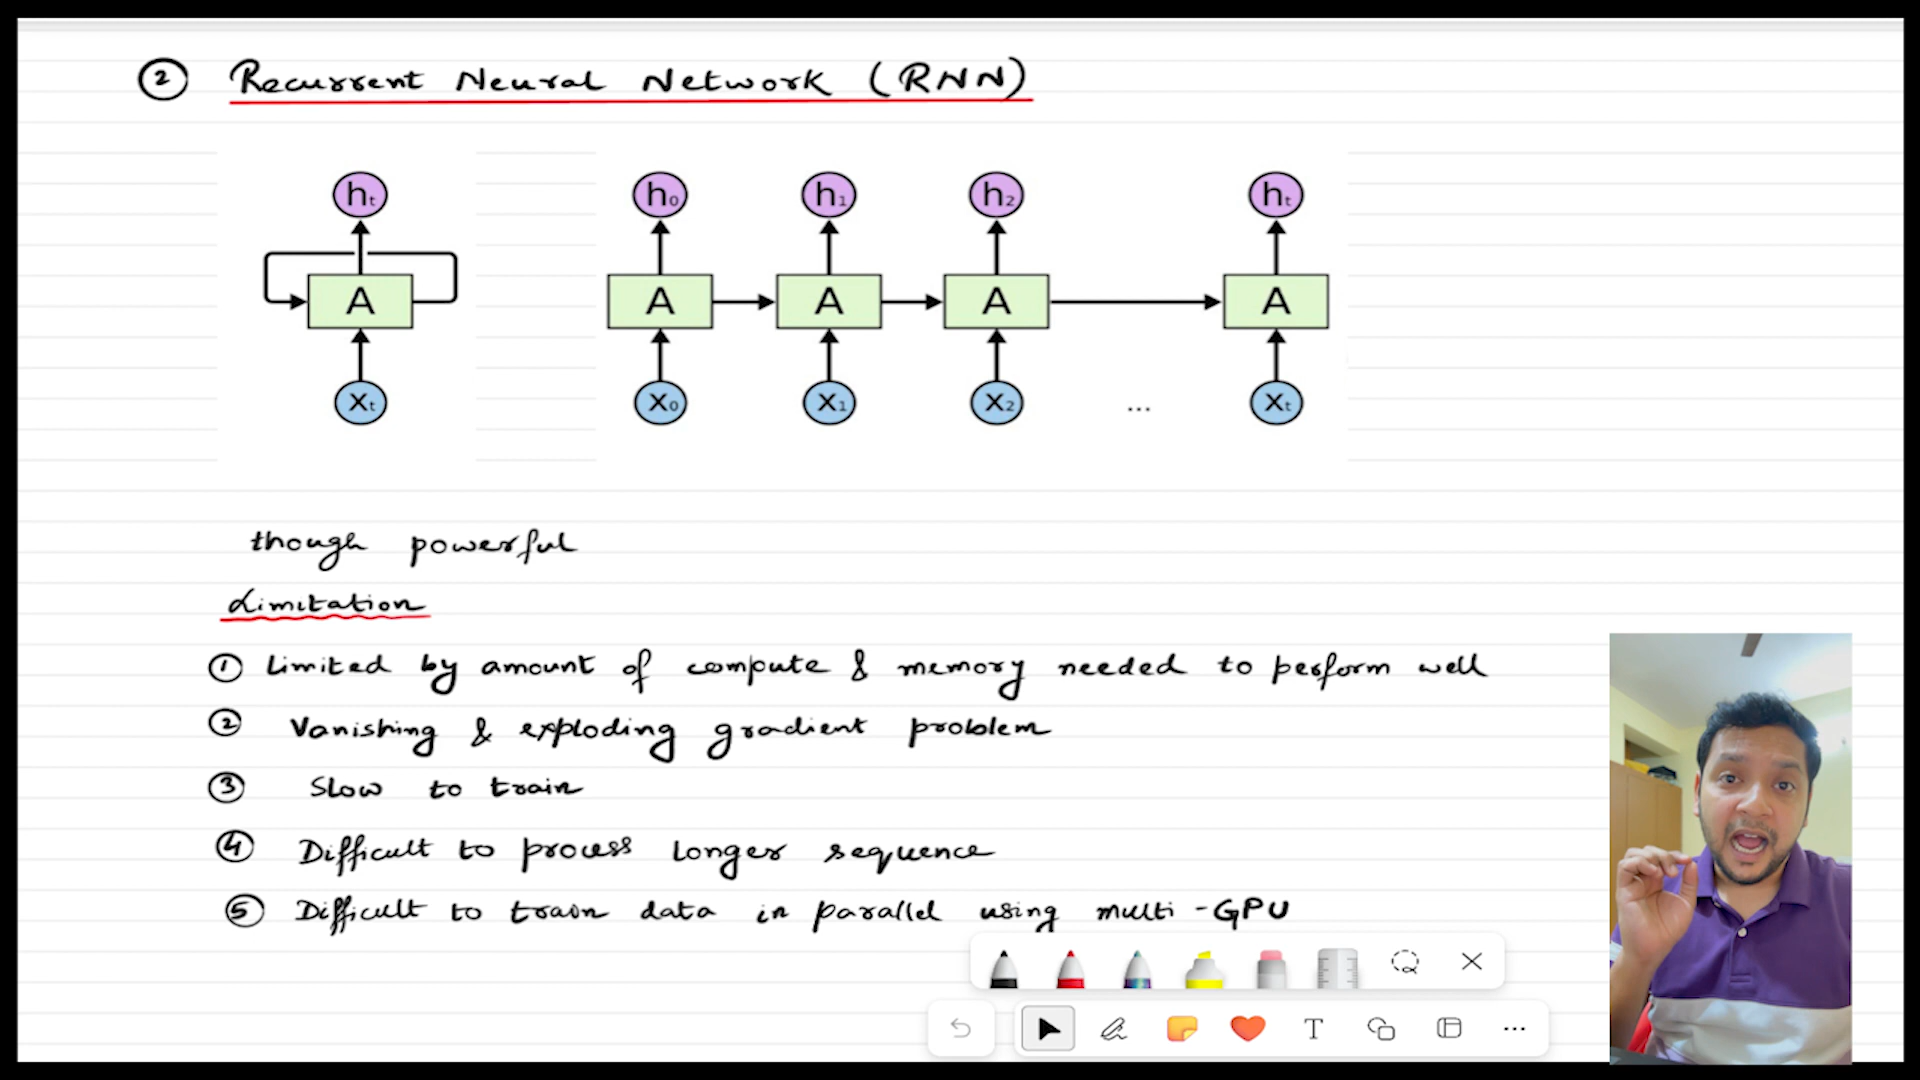 ② Recurrent Neural Network (RNN)
hₜ h₀ h₁ h₂ hₜ
A A A A A
xₜ x₀ x₁ x₂ ... xₜ
though powerful
Limitation
① Limited by amount of compute & memory needed to perform well
② Vanishing & exploding gradient problem
③ Slow to train
④ Difficult to process longer sequence
⑤ Difficult to train data in parallel using multi-GPU
T